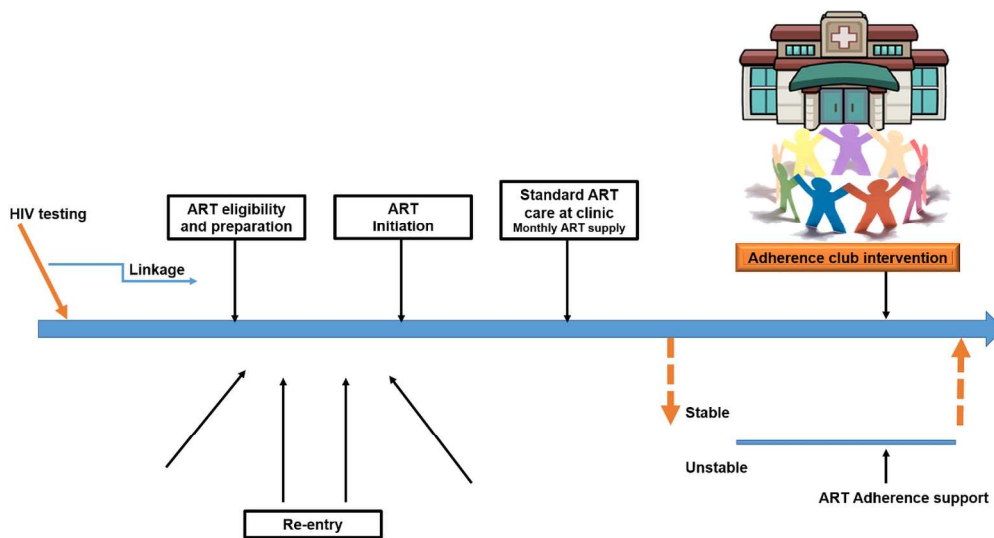 HIV testing
Linkage
ART eligibility
and preparation
ART
Initiation
Standard ART
care at clinic
Monthly ART supply
Adherence club intervention
Stable
Unstable
ART Adherence support
Re-entry